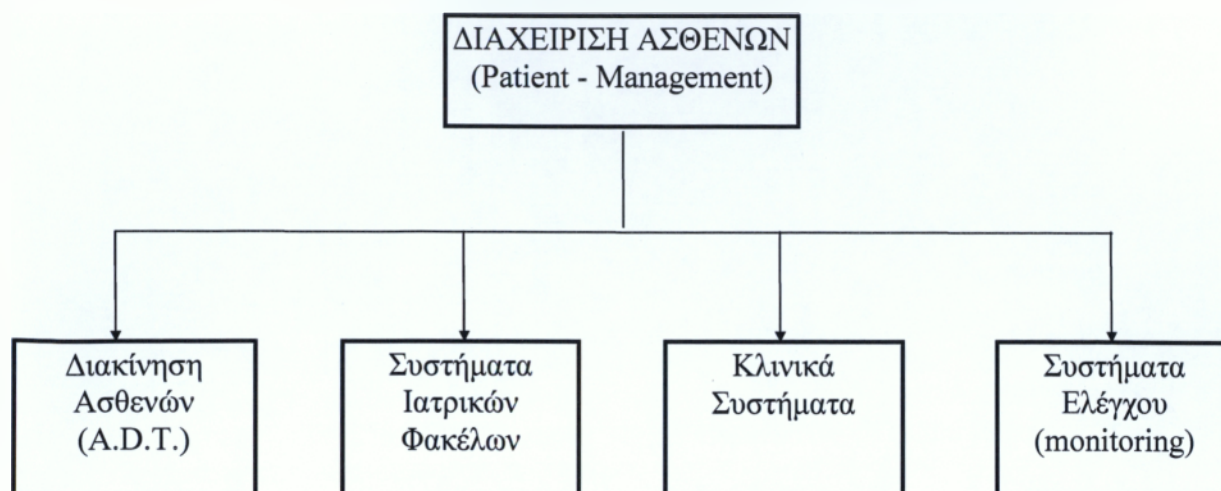 ΔΙΑΧΕΙΡΙΣΗ ΑΣΘΕΝΩΝ
(Patient - Management)
Διακίνηση
Ασθενών
(A.D.T.)
Συστήματα
Ιατρικών
Φακέλων
Κλινικά
Συστήματα
Συστήματα
Ελέγχου
(monitoring)